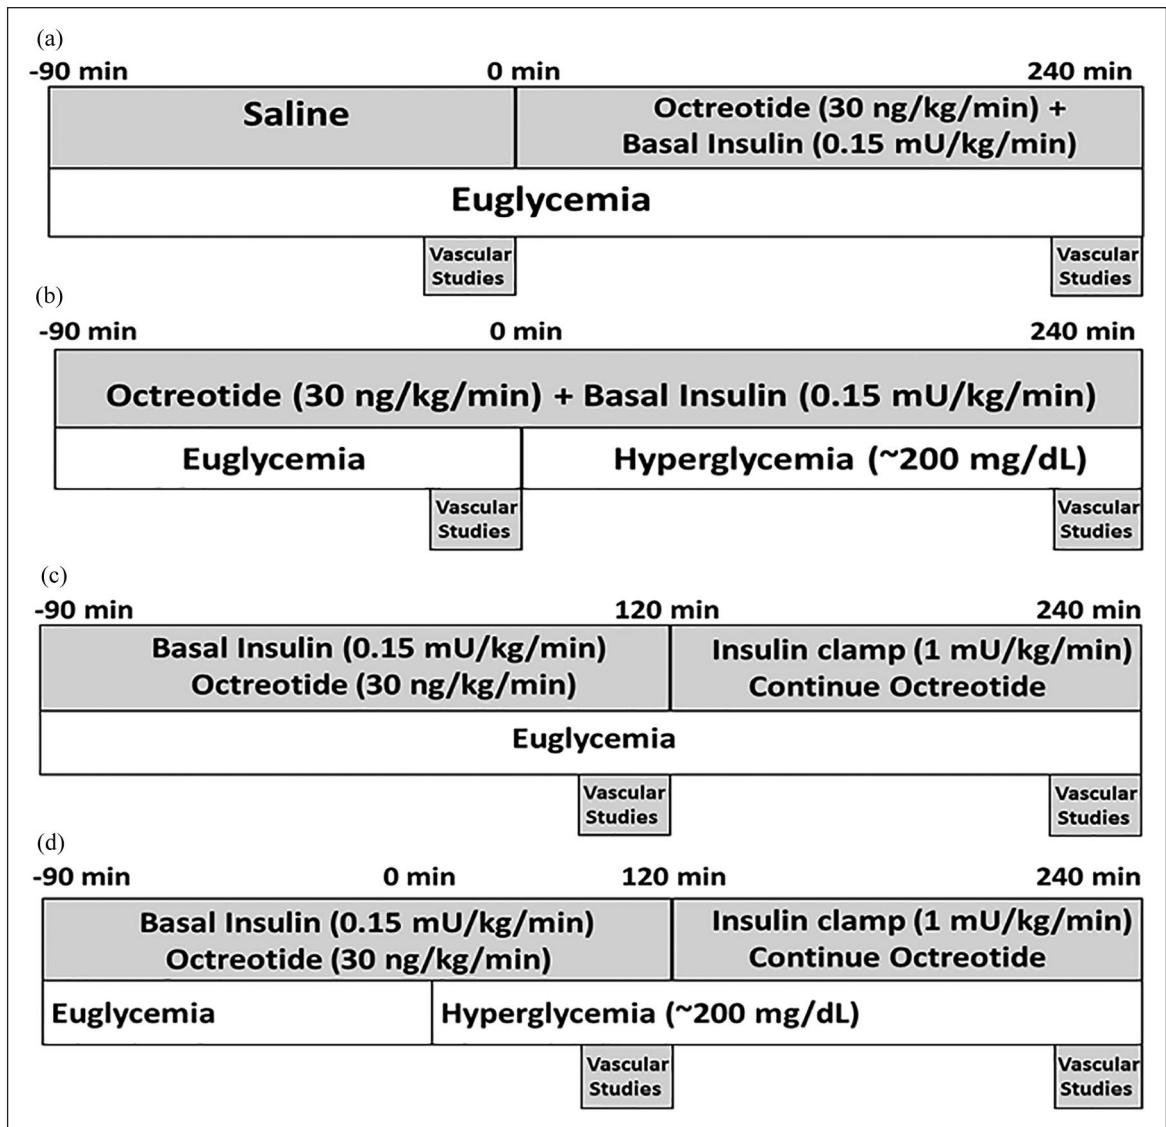 (a)
-90 min 0 min 240 min
Saline
Octreotide (30 ng/kg/min) +
Basal Insulin (0.15 mU/kg/min)
Euglycemia
Vascular
Studies
Vascular
Studies
(b)
-90 min 0 min 240 min
Octreotide (30 ng/kg/min) + Basal Insulin (0.15 mU/kg/min)
Euglycemia
Hyperglycemia (~200 mg/dL)
Vascular
Studies
Vascular
Studies
(c)
-90 min 120 min 240 min
Basal Insulin (0.15 mU/kg/min)
Octreotide (30 ng/kg/min)
Insulin clamp (1 mU/kg/min)
Continue Octreotide
Euglycemia
Vascular
Studies
Vascular
Studies
(d)
-90 min 0 min 120 min 240 min
Basal Insulin (0.15 mU/kg/min)
Octreotide (30 ng/kg/min)
Insulin clamp (1 mU/kg/min)
Continue Octreotide
Euglycemia
Hyperglycemia (~200 mg/dL)
Vascular
Studies
Vascular
Studies